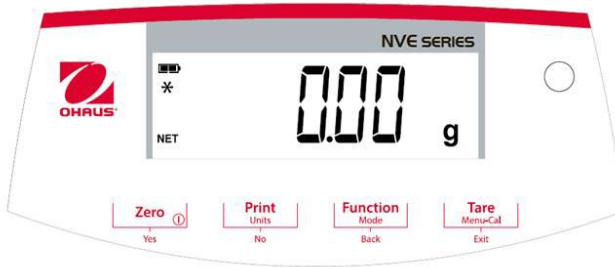 NVE SERIES
*
OHAUS
NET
0.00 g
Zero
Yes
Print
Units
No
Function
Mode
Back
Tare
Menu-Cal
Exit